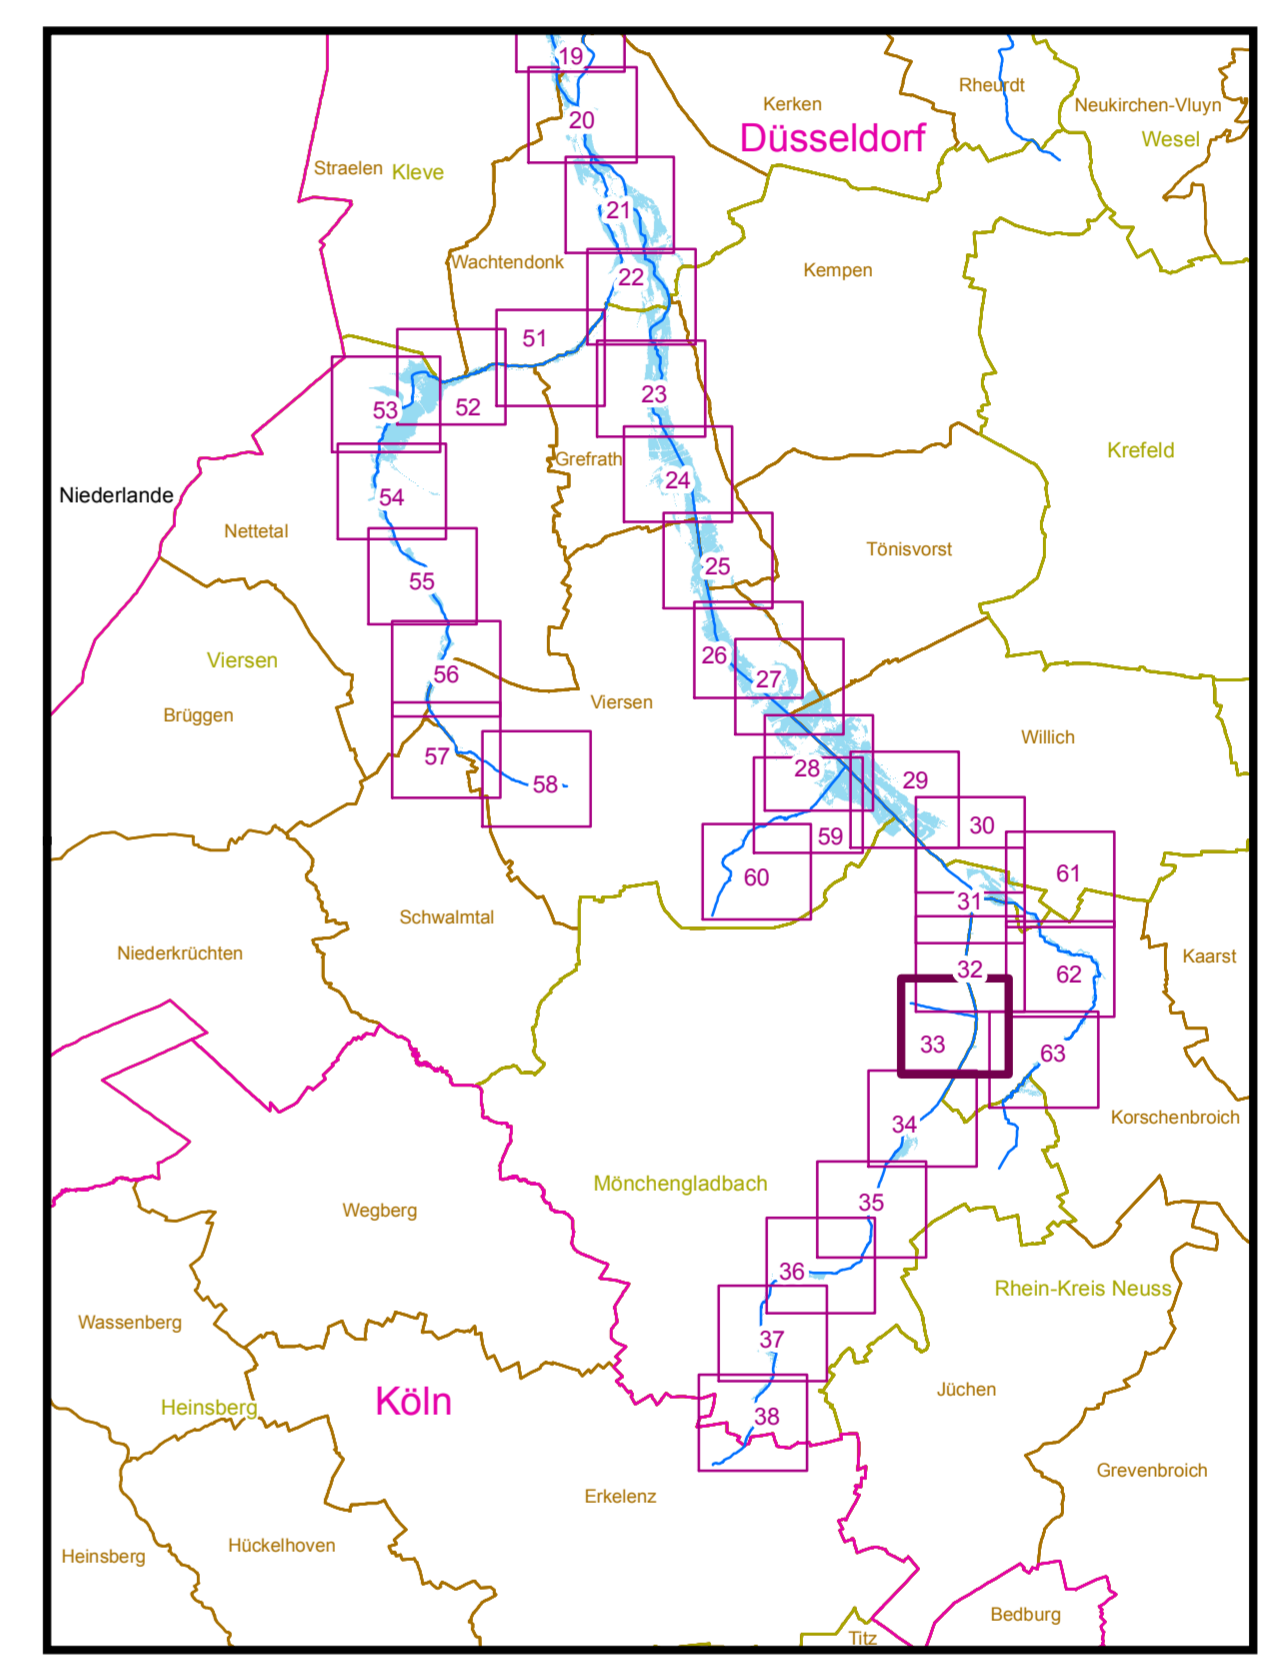 19
Rheurdt
Kerken
Neukirchen-Vluyn
20
Düsseldorf
Wesel
Straelen
Kleve
21
Wachtendonk
22
Kempen
51
53
52
23
Krefeld
Grefrath
24
Niederlande
54
Nettetal
Tönisvorst
25
55
26
Viersen
56
27
Viersen
Brüggen
Willich
57
28
29
58
30
59
60
61
31
Schwalmtal
Niederkrüchten
Kaarst
32
62
33
63
Korschenbroich
34
Mönchengladbach
35
Wegberg
36
Rhein-Kreis Neuss
Wassenberg
37
Jüchen
Heinsberg
Köln
38
Grevenbroich
Erkelenz
Hückelhoven
Heinsberg
Bedburg
Titz